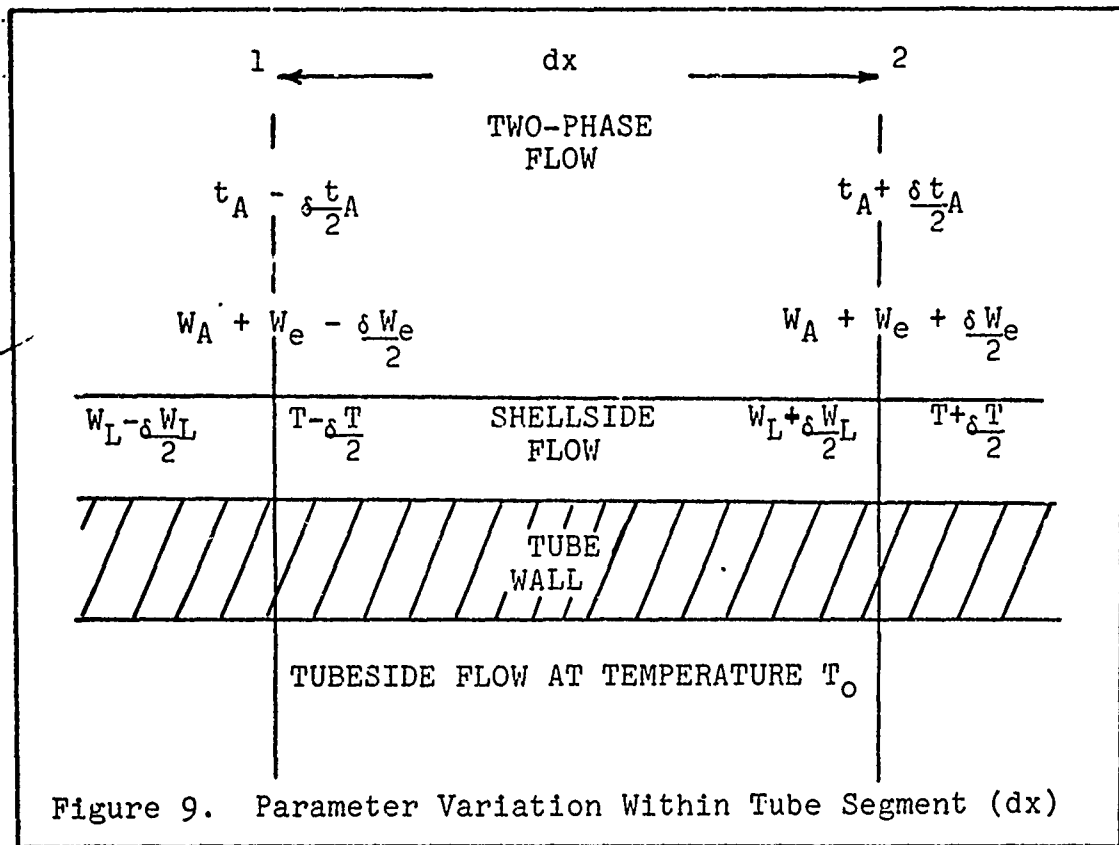 1 dx 2
TWO-PHASE
FLOW
t_A - δt_A/2 t_A + δt_A/2
W_A + W_e - δW_e/2 W_A + W_e + δW_e/2
W_L - δW_L/2 T - δT/2 SHELLSIDE W_L + δW_L/2 T + δT/2
FLOW
TUBE
WALL
TUBESIDE FLOW AT TEMPERATURE T_o
Figure 9. Parameter Variation Within Tube Segment (dx)